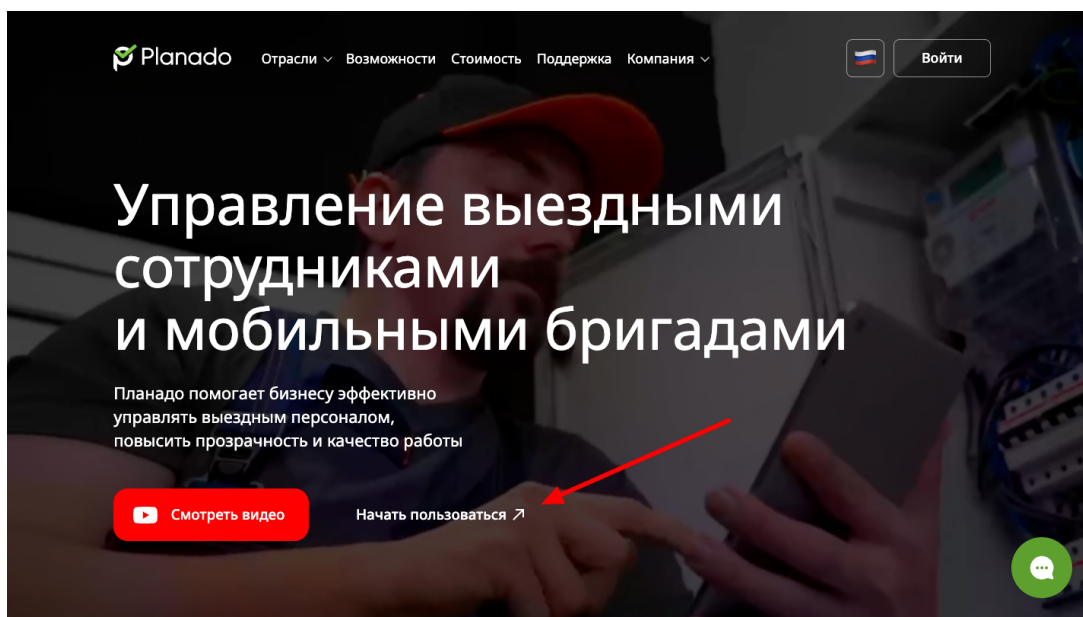 Planado Отрасли Возможности Стоимость Поддержка Компания Войти
Управление выездными
сотрудниками
и мобильными бригадами
Планадо помогает бизнесу эффективно
управлять выездным персоналом,
повысить прозрачность и качество работы
Смотреть видео Начать пользоваться